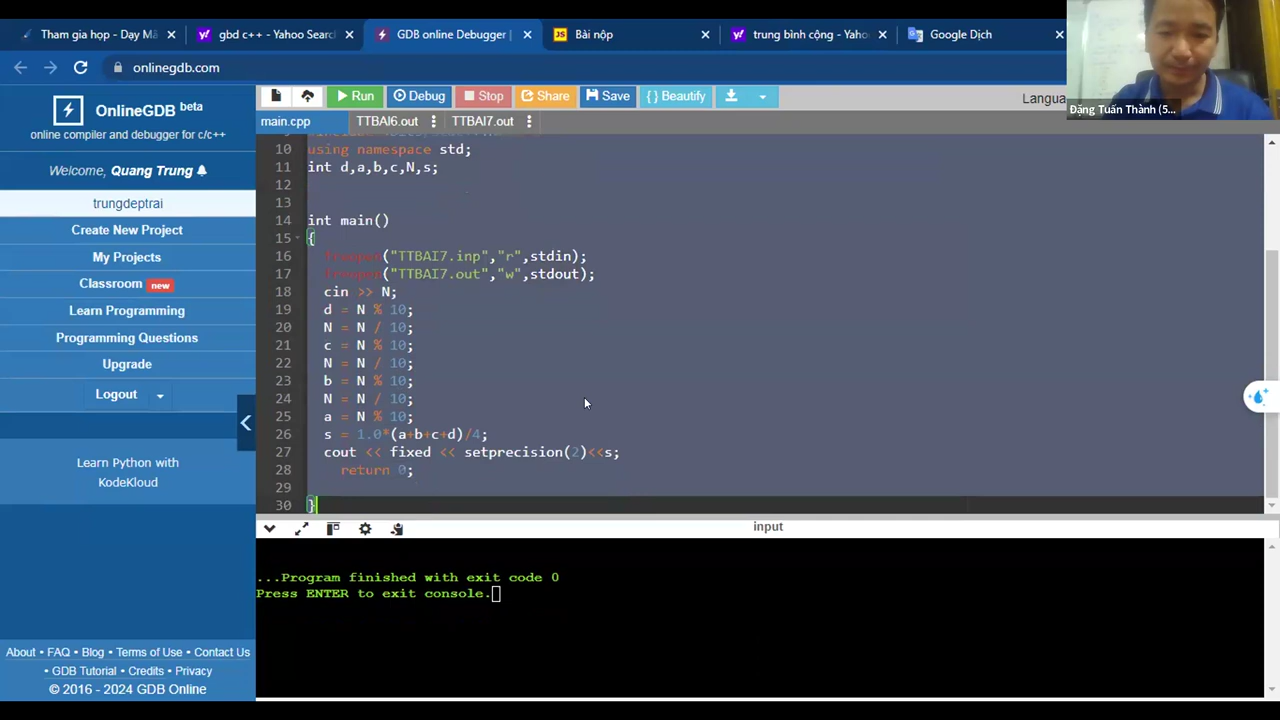 Tham gia họp - Dạy Mã
gbd c++ - Yahoo Searc
GDB online Debugger |
JS Bài nộp
trung bình cộng - Yaho
Google Dịch
onlinegdb.com
OnlineGDB beta
online compiler and debugger for c/c++
Welcome, Quang Trung
trungdeptrai
Create New Project
My Projects
Classroom new
Learn Programming
Programming Questions
Upgrade
Logout
Learn Python with
KodeKloud
About • FAQ • Blog • Terms of Use • Contact Us
• GDB Tutorial • Credits • Privacy
© 2016 - 2024 GDB Online
Run Debug Stop Share Save { } Beautify
Langua
Đặng Tuấn Thành (5...
main.cpp TTBAI6.out TTBAI7.out
10 using namespace std;
11 int d,a,b,c,N,s;
12
13
14 int main()
15 {
16 freopen("TTBAI7.inp","r",stdin);
17 freopen("TTBAI7.out","w",stdout);
18 cin >> N;
19 d = N % 10;
20 N = N / 10;
21 c = N % 10;
22 N = N / 10;
23 b = N % 10;
24 N = N / 10;
25 a = N % 10;
26 s = 1.0*(a+b+c+d)/4;
27 cout << fixed << setprecision(2)<<s;
28 return 0;
29
30 }
input
...Program finished with exit code 0
Press ENTER to exit console.